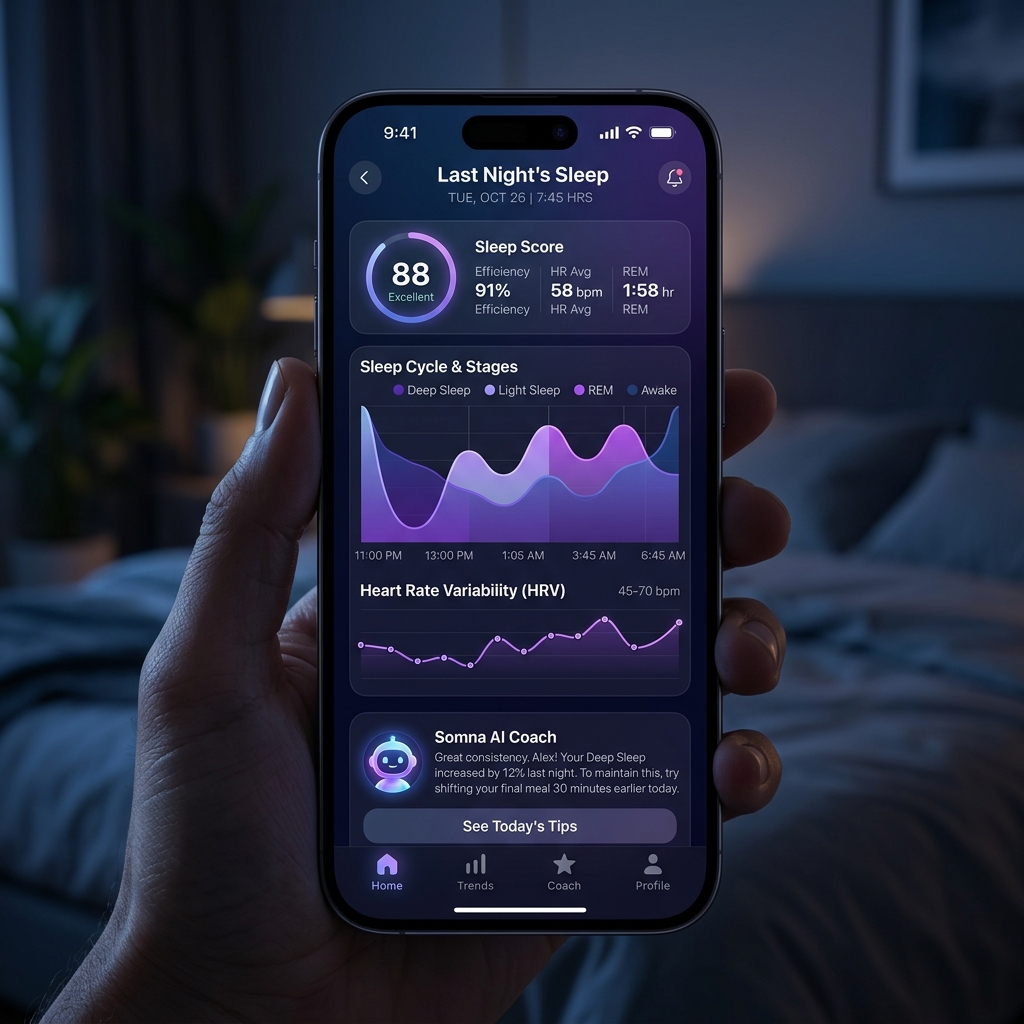 9:41
Last Night's Sleep
TUE, OCT 26 | 7:45 HRS
88
Excellent
Sleep Score
Efficiency HR Avg REM
91% 58 bpm 1:58 hr
Efficiency HR Avg REM
Sleep Cycle & Stages
Deep Sleep Light Sleep REM Awake
11:00 PM 13:00 PM 1:05 AM 3:45 AM 6:45 AM
Heart Rate Variability (HRV) 45-70 bpm
Somna AI Coach
Great consistency, Alex! Your Deep Sleep
increased by 12% last night. To maintain this, try
shifting your final meal 30 minutes earlier today.
See Today's Tips
Home Trends Coach Profile